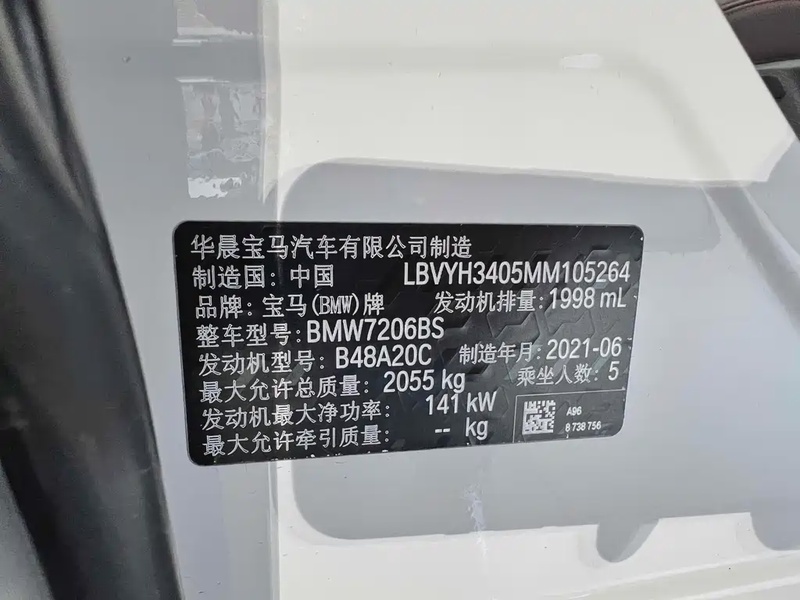 华晨宝马汽车有限公司制造
制造国: 中国 LBVYH3405MM105264
品牌: 宝马(BMW)牌 发动机排量: 1998 mL
整车型号: BMW7206BS
发动机型号: B48A20C 制造年月: 2021-06
最大允许总质量: 2055 kg 乘坐人数: 5
发动机最大净功率: 141 kW
最大允许牵引质量: -- kg
A96
8 738 756